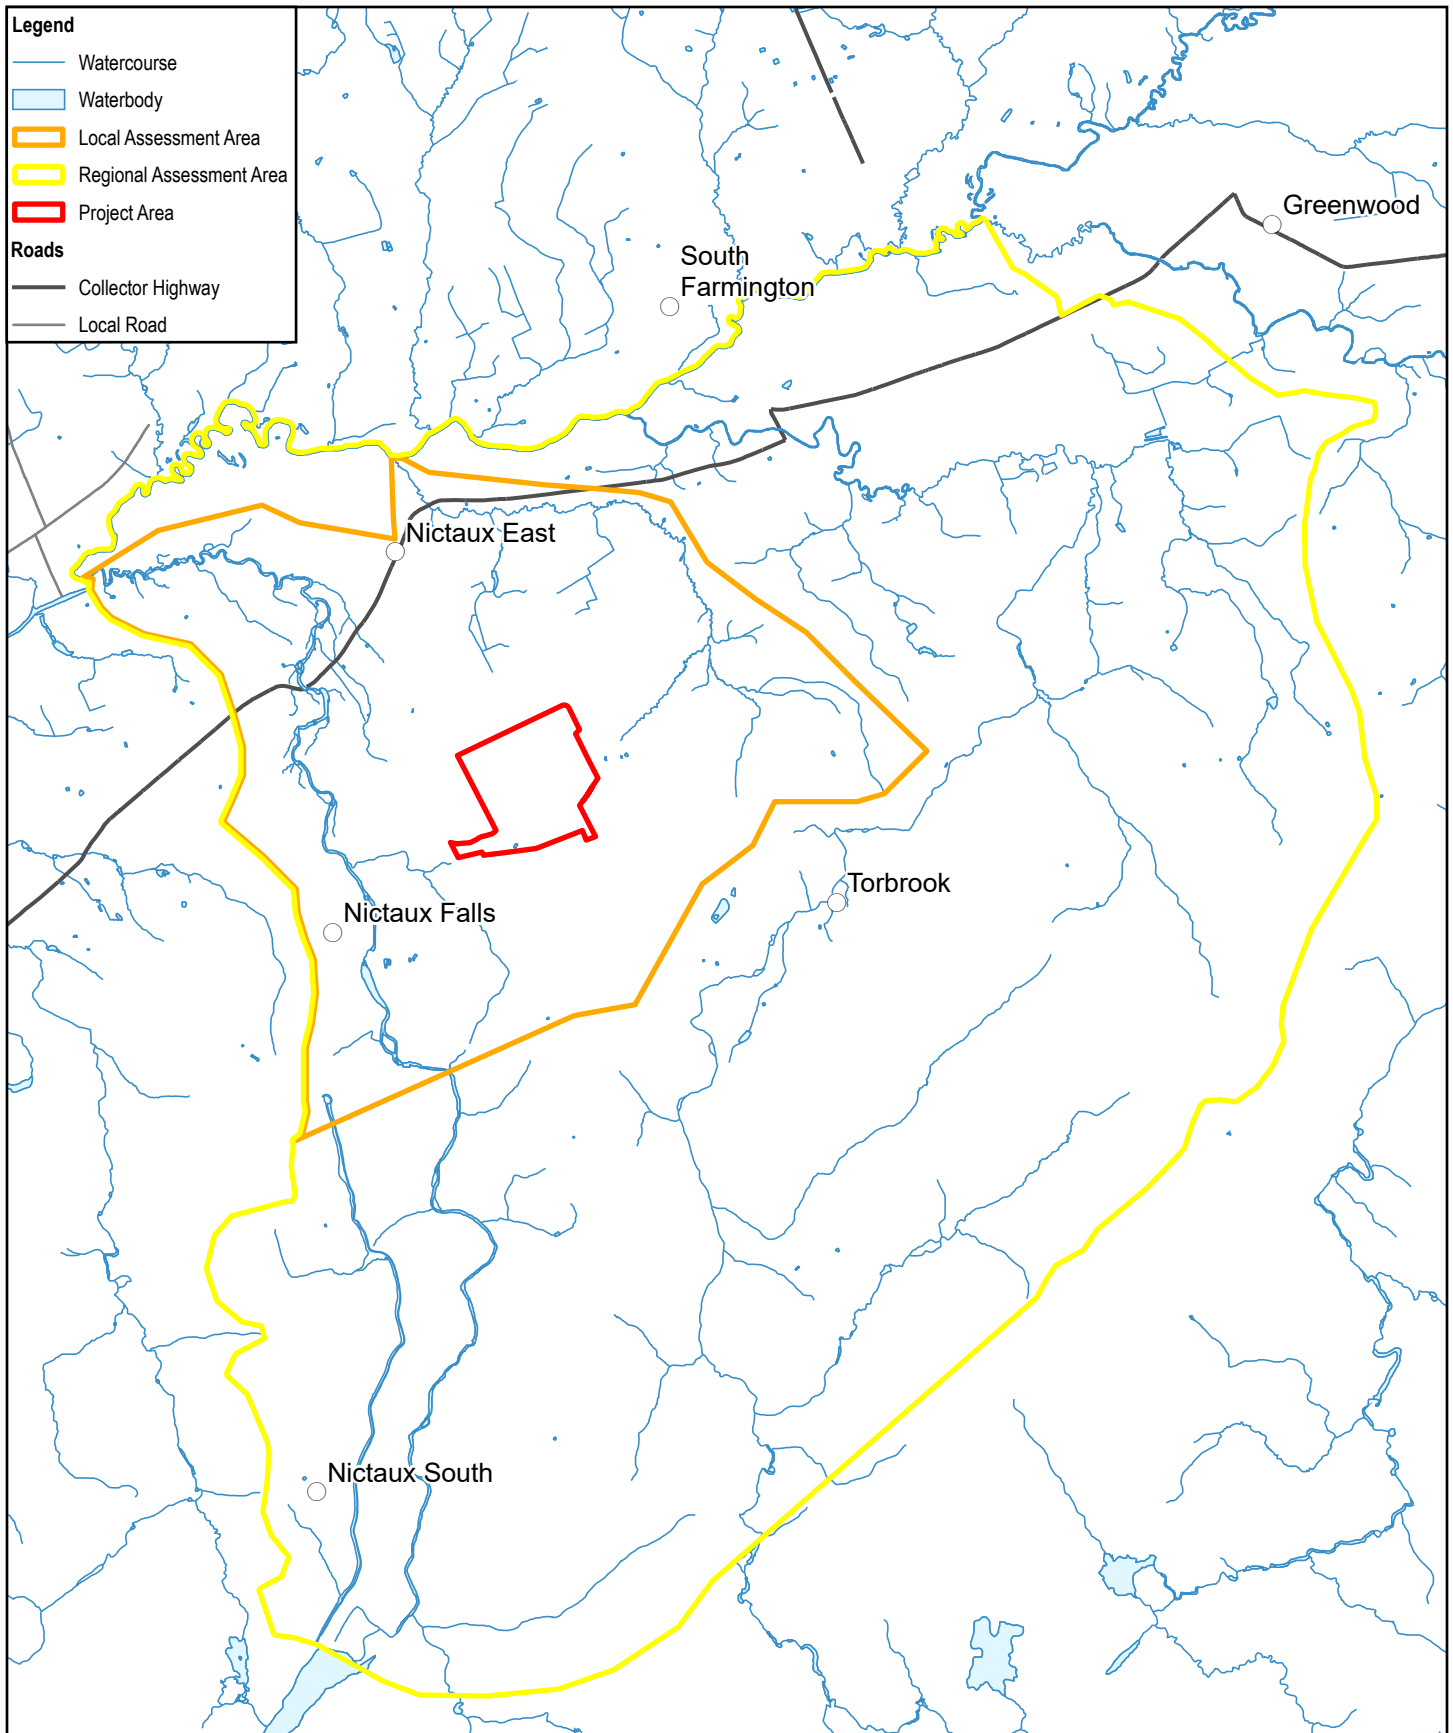 Legend
Watercourse
Waterbody
Local Assessment Area
Regional Assessment Area
Project Area
Roads
Collector Highway
Local Road
Greenwood
South
Farmington
Nictaux East
Torbrook
Nictaux Falls
Nictaux South